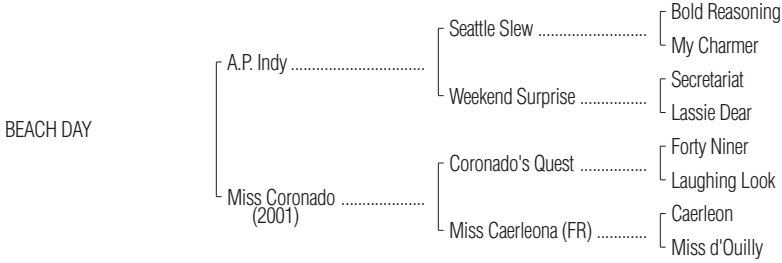 Bold Reasoning
Seattle Slew ..........................
My Charmer
A.P. Indy ................................
Secretariat
Weekend Surprise ................
Lassie Dear
BEACH DAY
Forty Niner
Coronado's Quest ................
Laughing Look
Miss Coronado ....................
(2001)
Caerleon
Miss Caerleona (FR) ............
Miss d'Ouilly